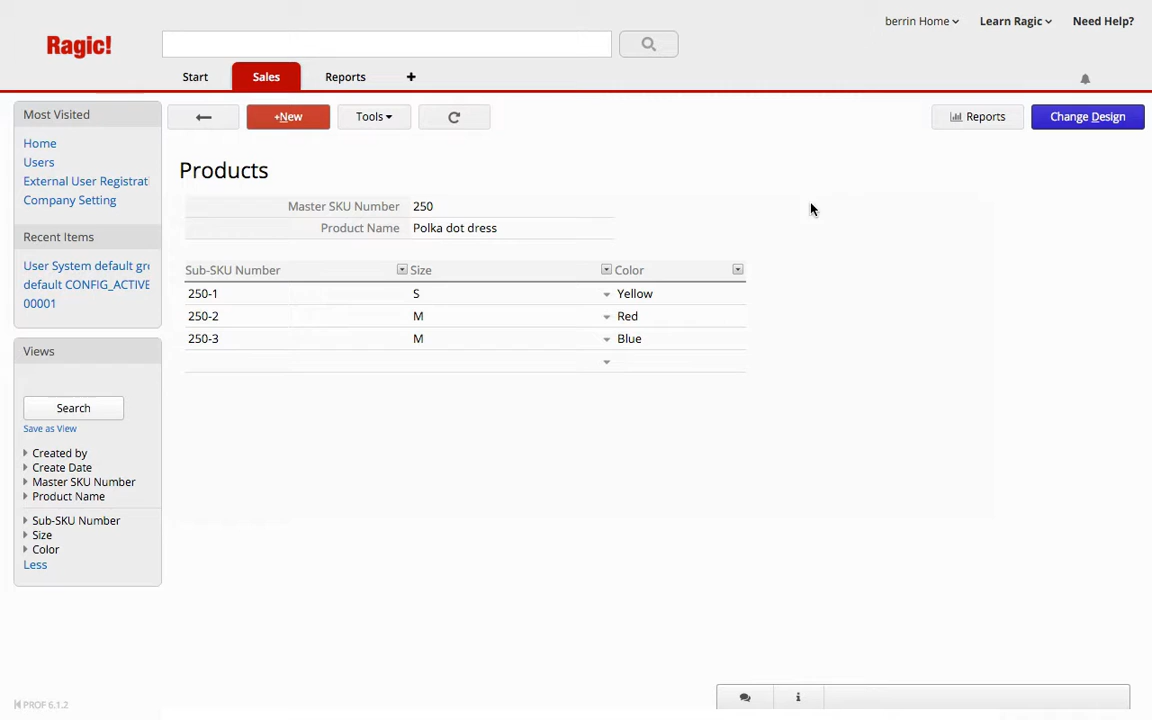 berrin Home Learn Ragic Need Help?
Ragic!
Start Sales Reports +
Most Visited
Home
Users
External User Registrati
Company Setting
Recent Items
User System default gr
default CONFIG_ACTIVE
00001
Views
Search
Save as View
Created by
Create Date
Master SKU Number
Product Name
Sub-SKU Number
Size
Color
Less
+New Tools Reports Change Design
Products
Master SKU Number 250
Product Name Polka dot dress
Sub-SKU Number Size Color
250-1 S Yellow
250-2 M Red
250-3 M Blue
PROF 6.1.2